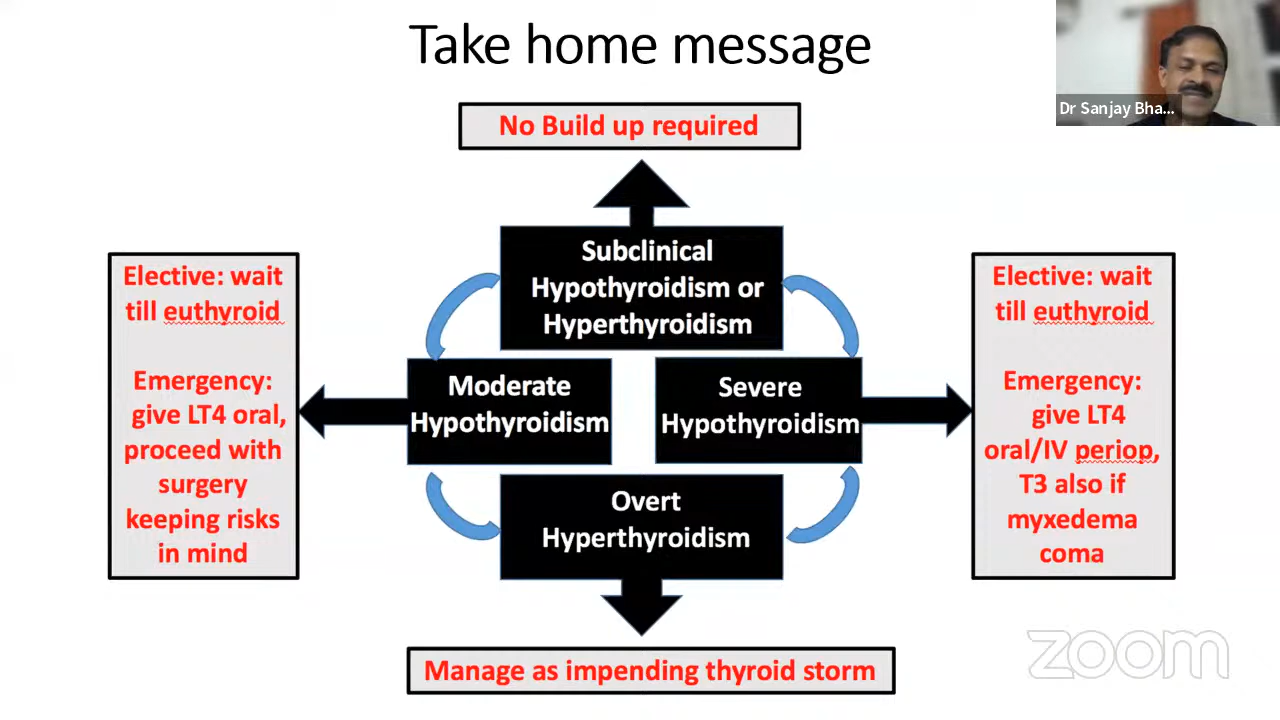 Take home message
Dr Sanjay Bha...
No Build up required
Subclinical
Hypothyroidism or
Hyperthyroidism
Elective: wait
till euthyroid
Emergency:
give LT4 oral,
proceed with
surgery
keeping risks
in mind
Moderate
Hypothyroidism
Severe
Hypothyroidism
Elective: wait
till euthyroid
Emergency:
give LT4
oral/IV periop,
T3 also if
myxedema
coma
Overt
Hyperthyroidism
Manage as impending thyroid storm
zoom